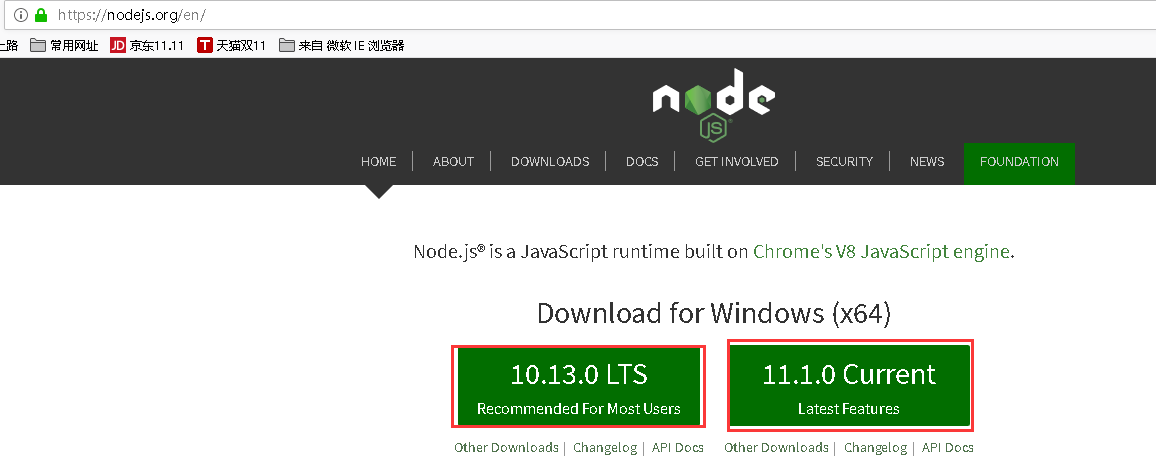 https://nodejs.org/en/
上路 常用网址 JD 京东11.11 T 天猫双11 来自 微软 IE 浏览器
node
JS
HOME ABOUT DOWNLOADS DOCS GET INVOLVED SECURITY NEWS FOUNDATION
Node.js® is a JavaScript runtime built on Chrome's V8 JavaScript engine.
Download for Windows (x64)
10.13.0 LTS 11.1.0 Current
Recommended For Most Users Latest Features
Other Downloads | Changelog | API Docs Other Downloads | Changelog | API Docs